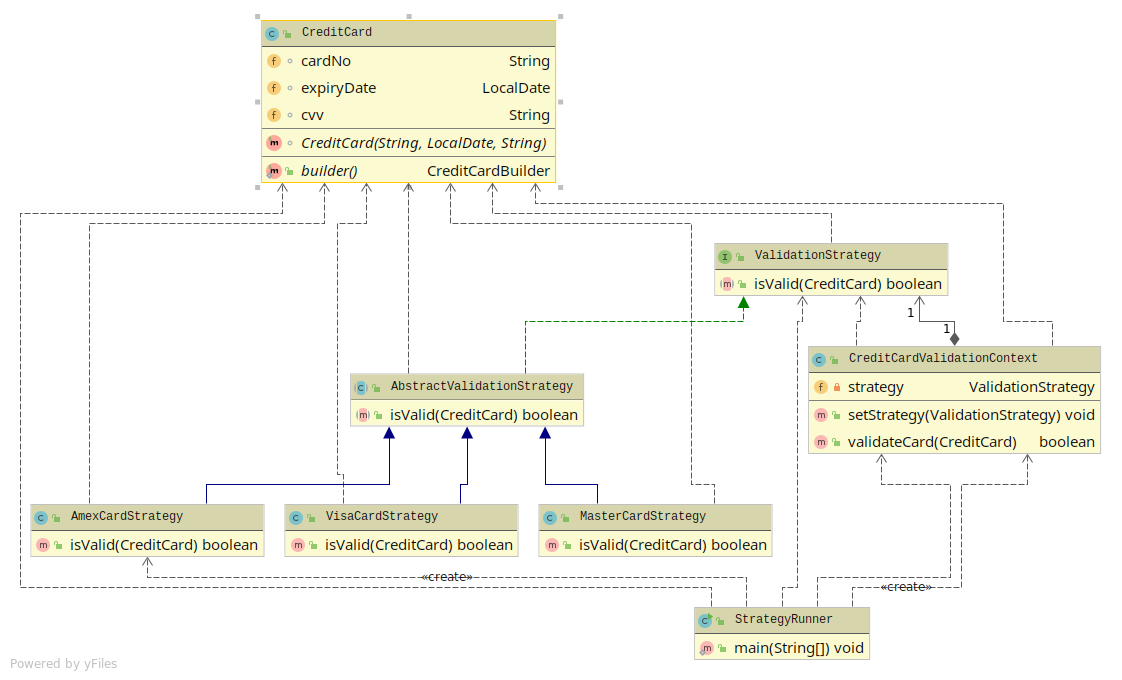 CreditCard
cardNo String
expiryDate LocalDate
cvv String
CreditCard(String, LocalDate, String)
builder() CreditCardBuilder
ValidationStrategy
isValid(CreditCard) boolean
1
1
CreditCardValidationContext
strategy ValidationStrategy
setStrategy(ValidationStrategy) void
validateCard(CreditCard) boolean
AbstractValidationStrategy
isValid(CreditCard) boolean
AmexCardStrategy
isValid(CreditCard) boolean
VisaCardStrategy
isValid(CreditCard) boolean
MasterCardStrategy
isValid(CreditCard) boolean
«create»
«create»
StrategyRunner
main(String[]) void
Powered by yFiles